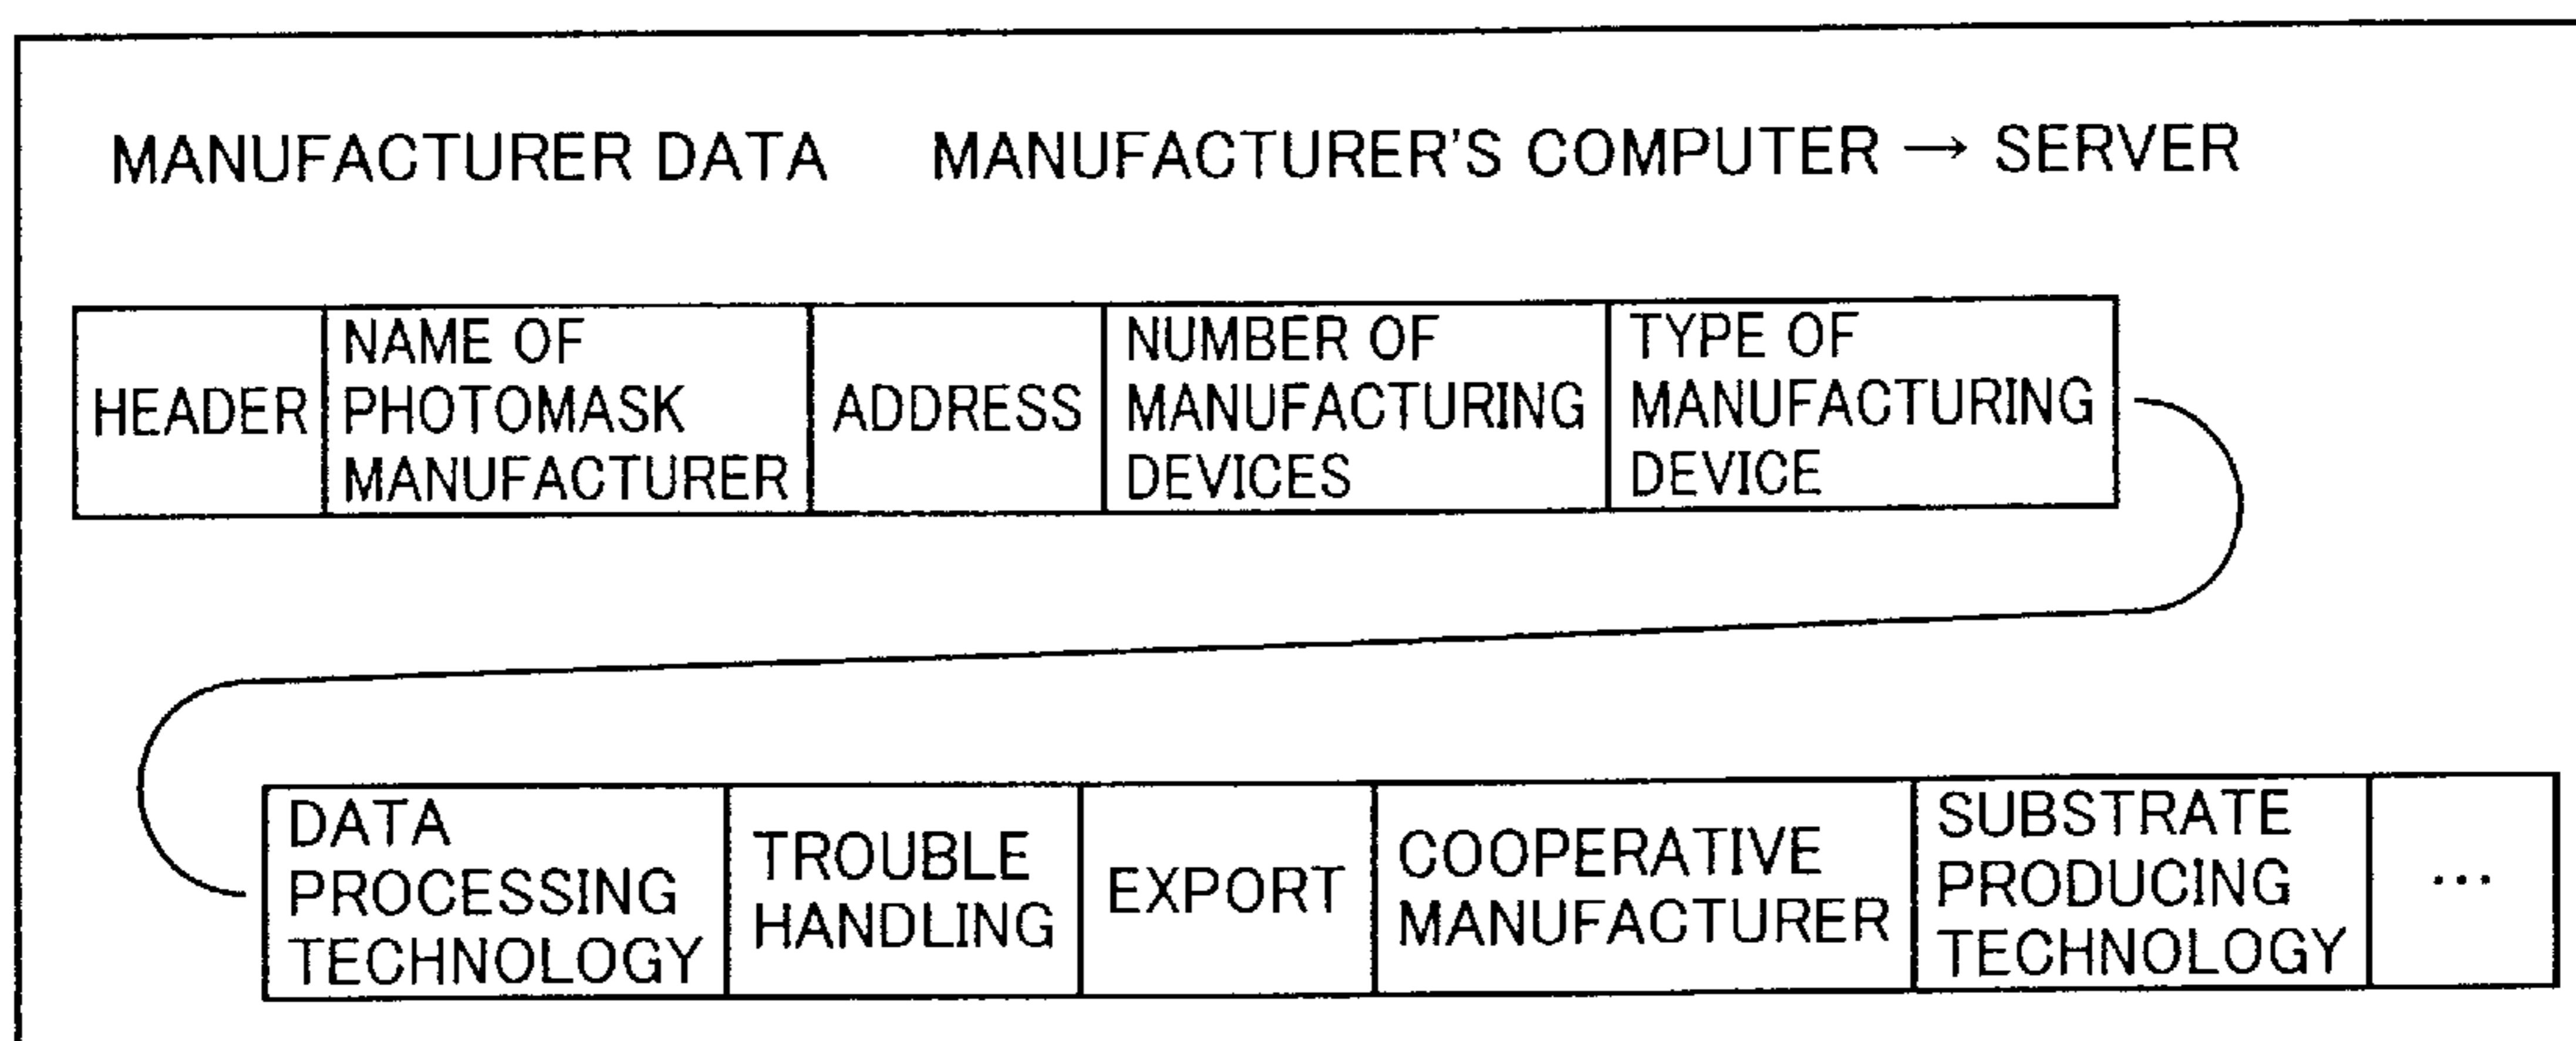 MANUFACTURER DATA MANUFACTURER'S COMPUTER → SERVER
HEADER
NAME OF
PHOTOMASK
MANUFACTURER
ADDRESS
NUMBER OF
MANUFACTURING
DEVICES
TYPE OF
MANUFACTURING
DEVICE
DATA
PROCESSING
TECHNOLOGY
TROUBLE
HANDLING
EXPORT
COOPERATIVE
MANUFACTURER
SUBSTRATE
PRODUCING
TECHNOLOGY
...